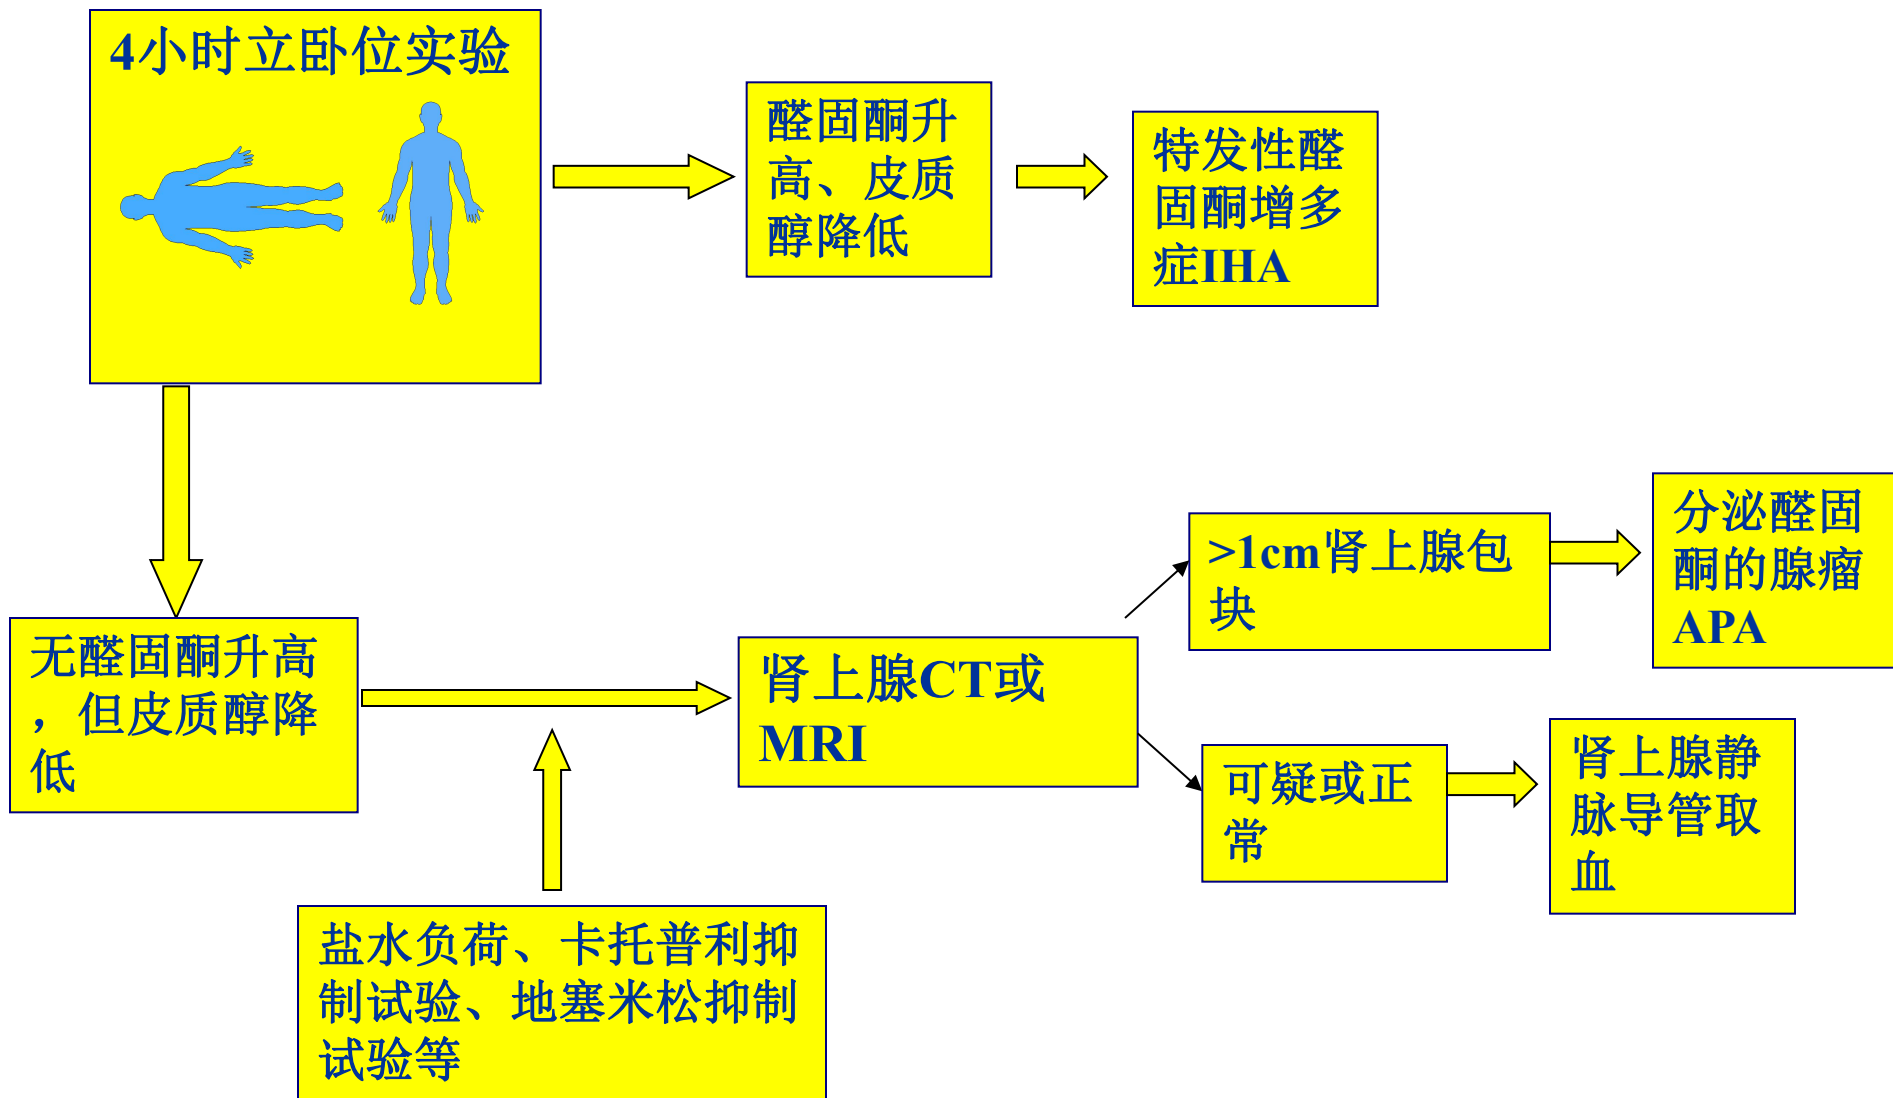 4小时立卧位实验
醛固酮升
高、皮质
醇降低
特发性醛
固酮增多
症IHA
无醛固酮升高
，但皮质醇降
低
肾上腺CT或
MRI
>1cm肾上腺包
块
分泌醛固
酮的腺瘤
APA
可疑或正
常
肾上腺静
脉导管取
血
盐水负荷、卡托普利抑
制试验、地塞米松抑制
试验等